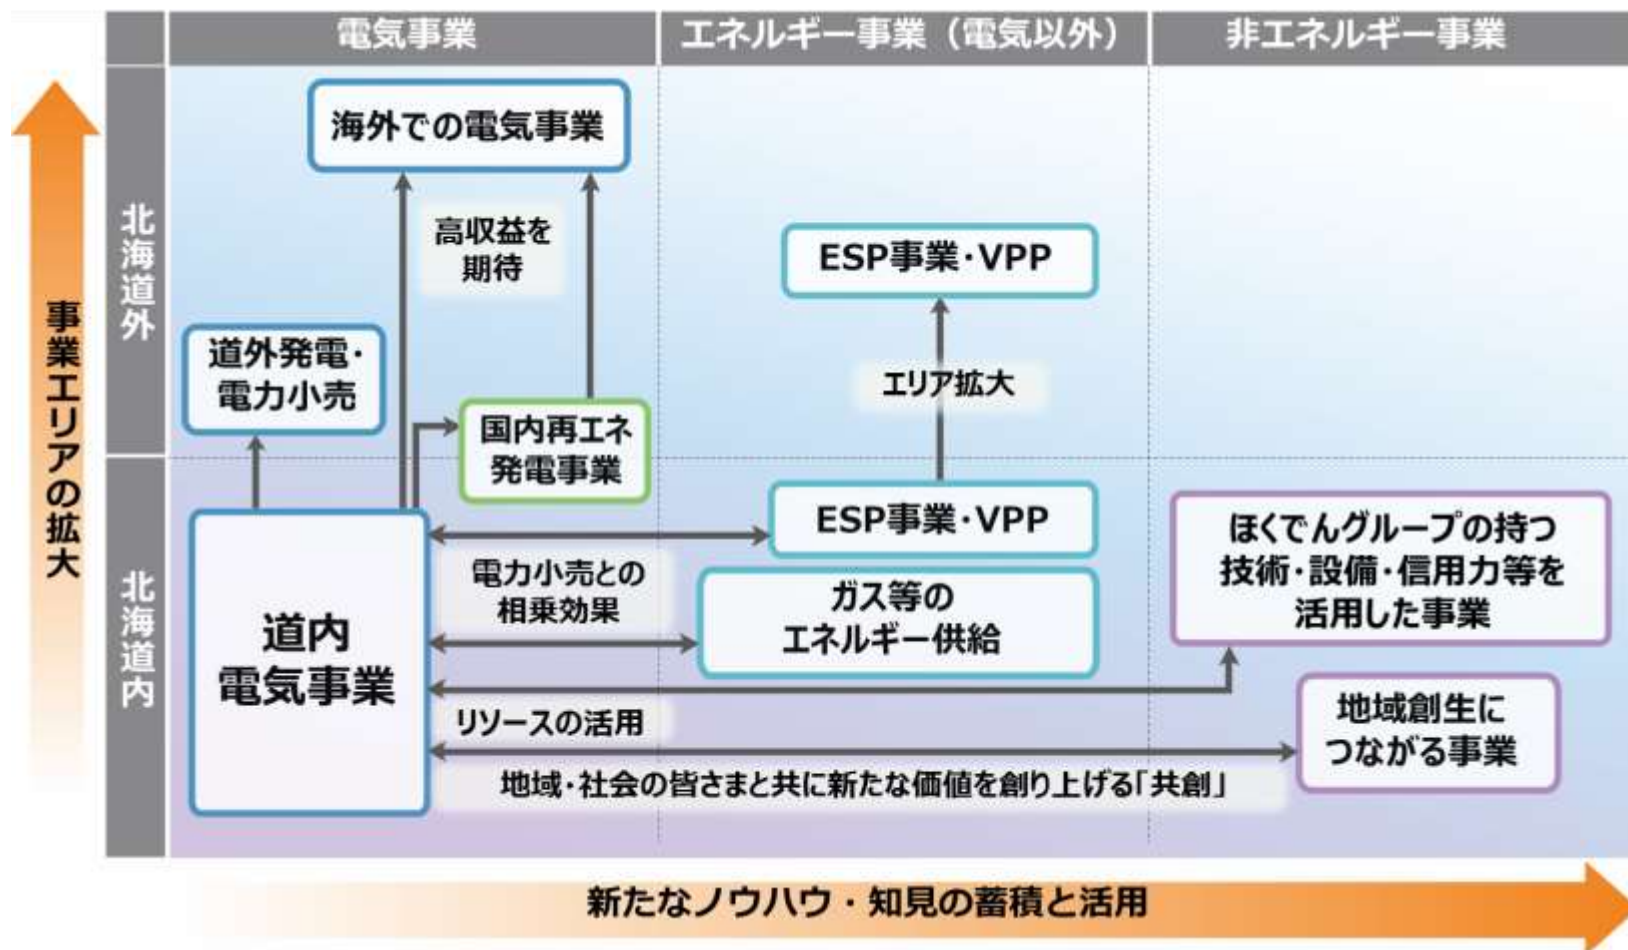 電気事業
エネルギー事業（電気以外）
非エネルギー事業
事業エリアの拡大
北海道外
海外での電気事業
高収益を
期待
道外発電・
電力小売
国内再エネ
発電事業
ESP事業・VPP
エリア拡大
北海道内
道内
電気事業
ESP事業・VPP
電力小売との
相乗効果
ガス等の
エネルギー供給
ほくでんグループの持つ
技術・設備・信用力等を
活用した事業
リソースの活用
地域創生に
つながる事業
地域・社会の皆さまと共に新たな価値を創り上げる「共創」
新たなノウハウ・知見の蓄積と活用